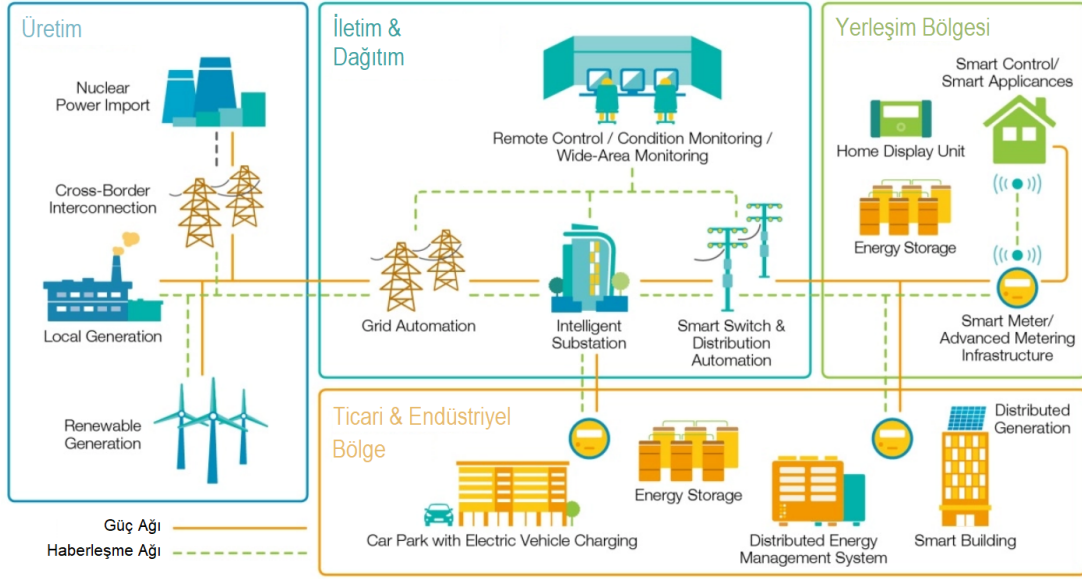 Üretim
Nuclear
Power Import
Cross-Border
Interconnection
Local Generation
Renewable
Generation
Güç Ağı
Haberleşme Ağı
İletim &
Dağıtım
Remote Control / Condition Monitoring /
Wide-Area Monitoring
Grid Automation
Intelligent
Substation
Smart Switch &
Distribution
Automation
Yerleşim Bölgesi
Smart Control/
Smart Applicances
Home Display Unit
Energy Storage
Smart Meter/
Advanced Metering
Infrastructure
Ticari & Endüstriyel
Bölge
Car Park with Electric Vehicle Charging
Energy Storage
Distributed Energy
Management System
Distributed
Generation
Smart Building